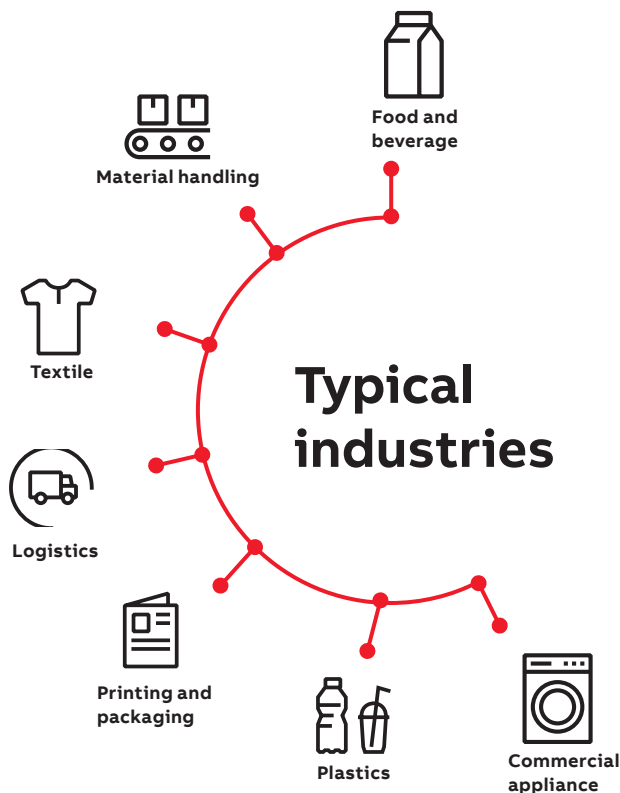 Food and
beverage
Material handling
Textile
Typical
industries
Logistics
Printing and
packaging
Plastics
Commercial
appliance